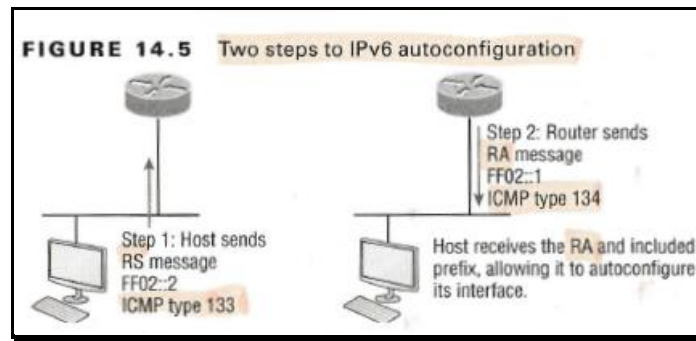 FIGURE 14.5 Two steps to IPv6 autoconfiguration
Step 1: Host sends
RS message
FF02::2
ICMP type 133
Step 2: Router sends
RA message
FF02::1
ICMP type 134
Host receives the RA and included
prefix, allowing it to autoconfigure
its interface.